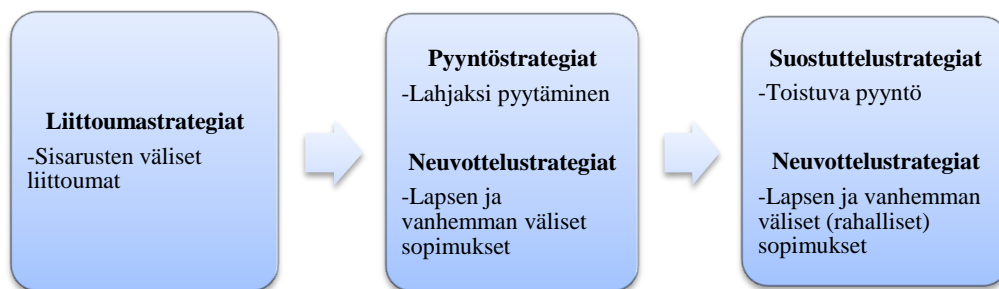 Liittoumastrategiat
-Sisarusten väliset
liittoumat
Pyyntöstrategiat
-Lahjaksi pyytäminen
Neuvottelustrategiat
-Lapsen ja
vanhemman väliset
sopimukset
Suostuttelustrategiat
-Toistuva pyyntö
Neuvottelustrategiat
-Lapsen ja vanhemman
väliset (rahalliset)
sopimukset